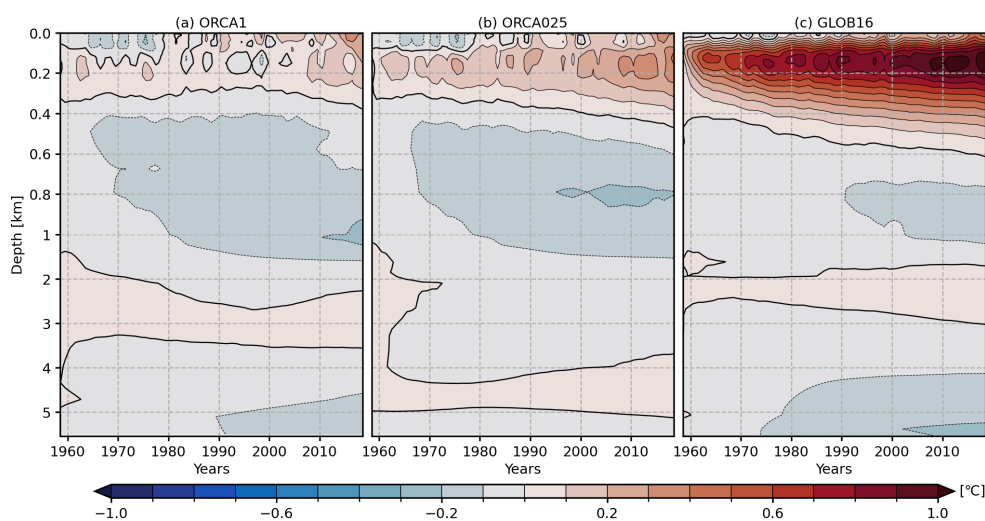 (a) ORCA1 (b) ORCA025 (c) GLOB16
0.0
0.2
0.4
0.6
0.8
1
2
3
4
5
Depth [km]
1960 1970 1980 1990 2000 2010 1960 1970 1980 1990 2000 2010 1960 1970 1980 1990 2000 2010
Years Years Years
−1.0 −0.6 −0.2 0.2 0.6 1.0 [℃]